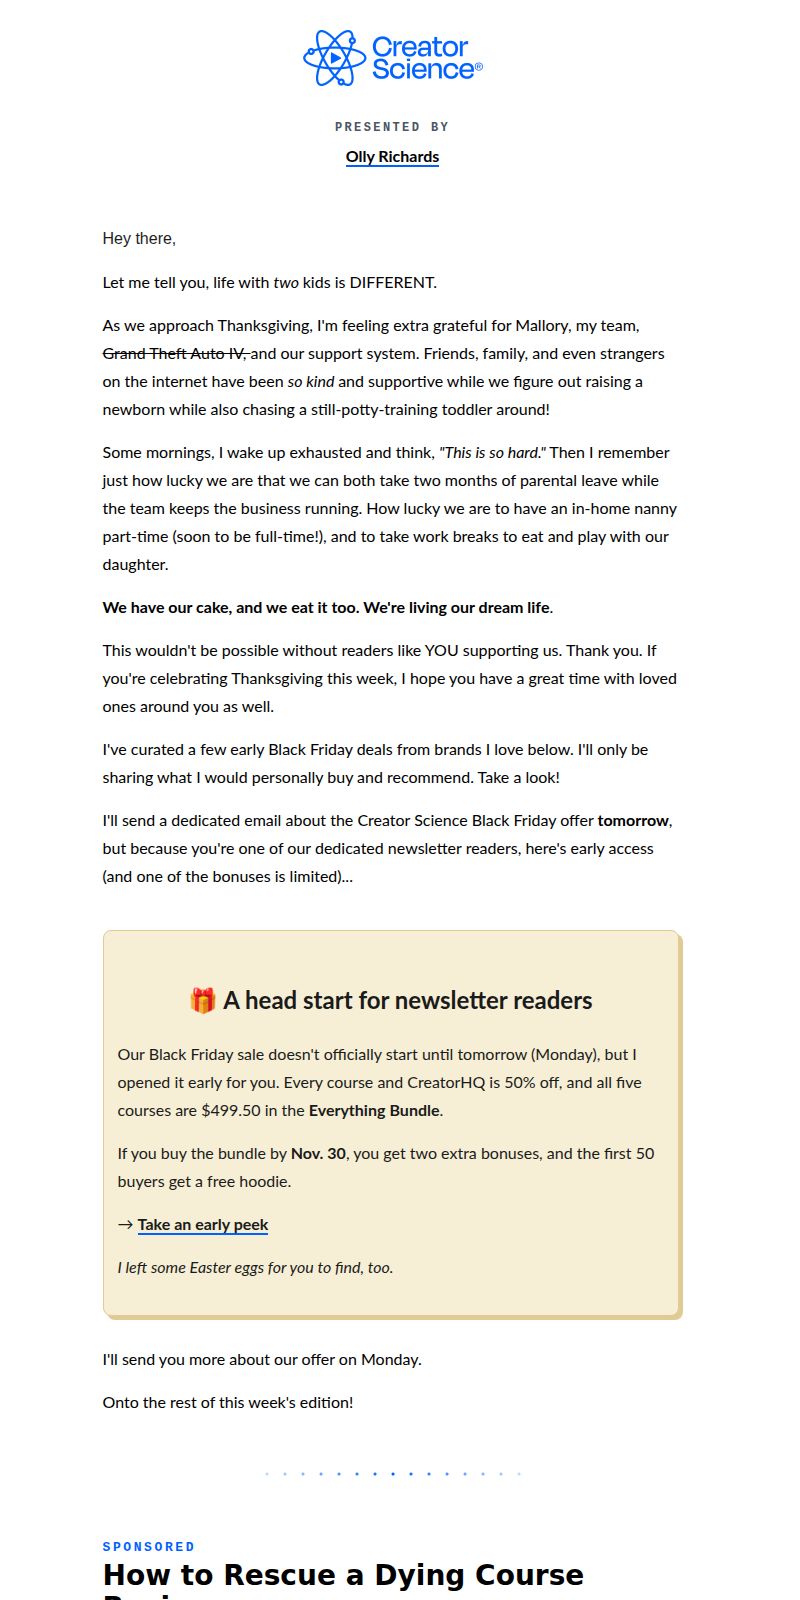 Creator
Science®
PRESENTED BY
Olly Richards
Hey there,
Let me tell you, life with two kids is DIFFERENT.
As we approach Thanksgiving, I'm feeling extra grateful for Mallory, my team,
Grand Theft Auto IV, and our support system. Friends, family, and even strangers
on the internet have been so kind and supportive while we figure out raising a
newborn while also chasing a still-potty-training toddler around!
Some mornings, I wake up exhausted and think, "This is so hard." Then I remember
just how lucky we are that we can both take two months of parental leave while
the team keeps the business running. How lucky we are to have an in-home nanny
part-time (soon to be full-time!), and to take work breaks to eat and play with our
daughter.
We have our cake, and we eat it too. We're living our dream life.
This wouldn't be possible without readers like YOU supporting us. Thank you. If
you're celebrating Thanksgiving this week, I hope you have a great time with loved
ones around you as well.
I've curated a few early Black Friday deals from brands I love below. I'll only be
sharing what I would personally buy and recommend. Take a look!
I'll send a dedicated email about the Creator Science Black Friday offer tomorrow,
but because you're one of our dedicated newsletter readers, here's early access
(and one of the bonuses is limited)...
🎁 A head start for newsletter readers
Our Black Friday sale doesn't officially start until tomorrow (Monday), but I
opened it early for you. Every course and CreatorHQ is 50% off, and all five
courses are $499.50 in the Everything Bundle.
If you buy the bundle by Nov. 30, you get two extra bonuses, and the first 50
buyers get a free hoodie.
→ Take an early peek
I left some Easter eggs for you to find, too.
I'll send you more about our offer on Monday.
Onto the rest of this week's edition!
SPONSORED
How to Rescue a Dying Course